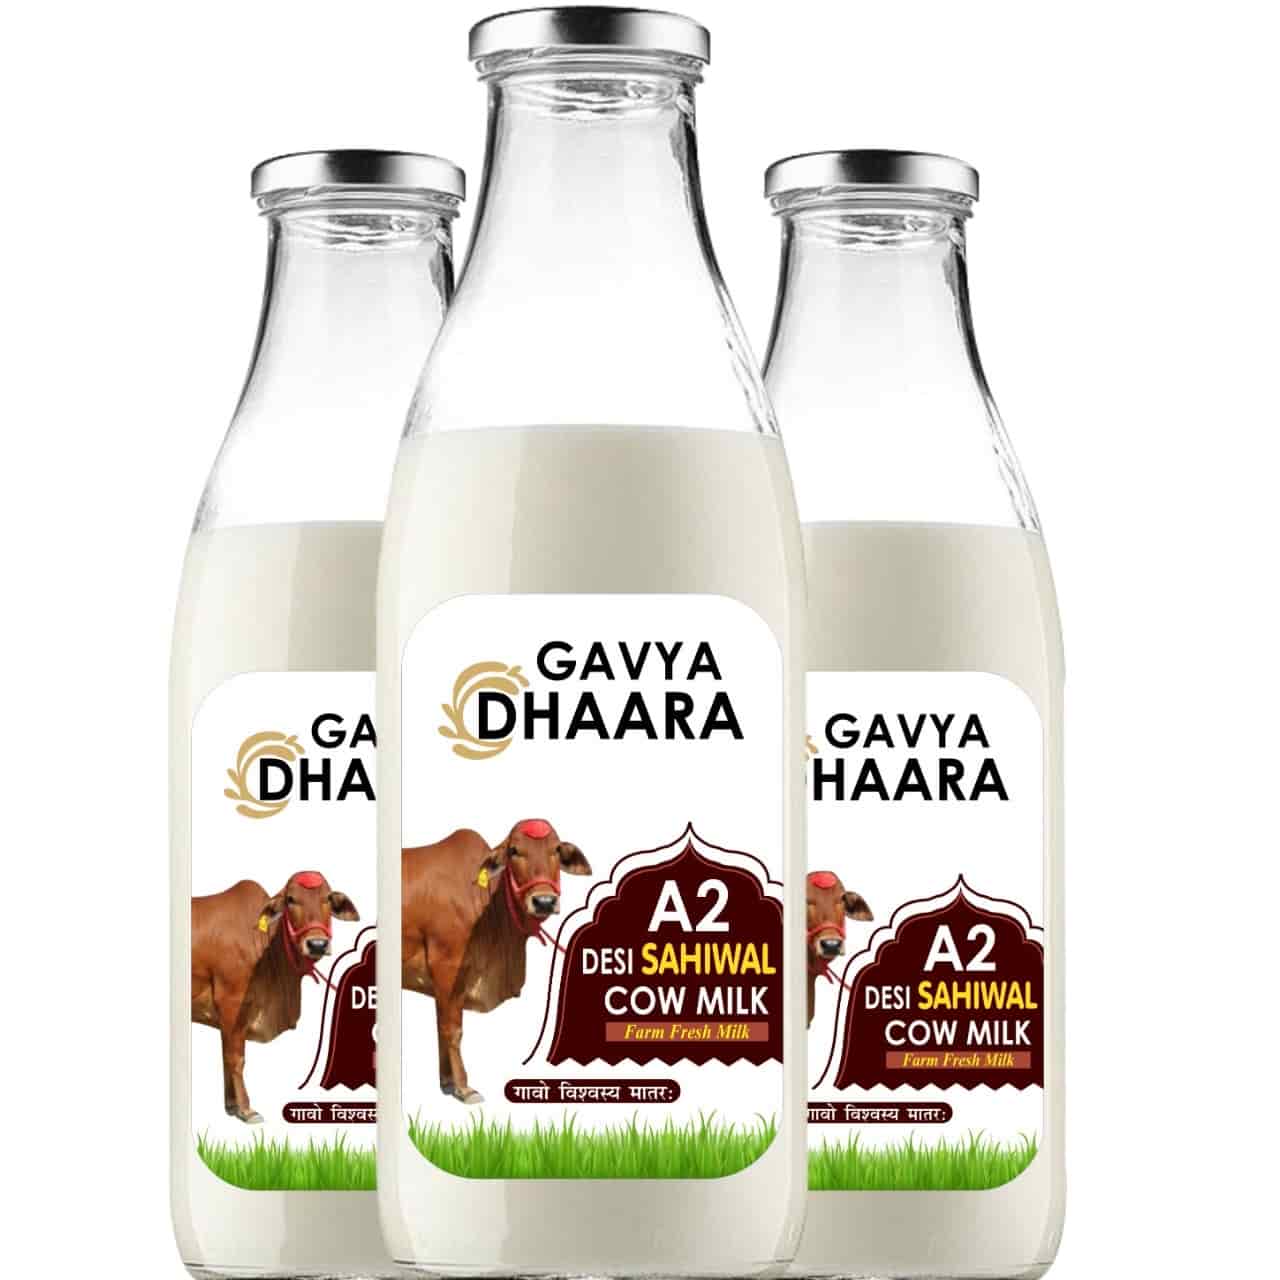 GAVYA
DHAARA
A2
DESI SAHIWAL
COW MILK
Farm Fresh Milk
गावो विश्वस्य मातरः
GA
DHA
DE
C
गावो विश्वस्य
GAVYA
HAARA
A2
DESI SAHIWAL
COW MILK
Farm Fresh Milk
गावो विश्वस्य मातरः